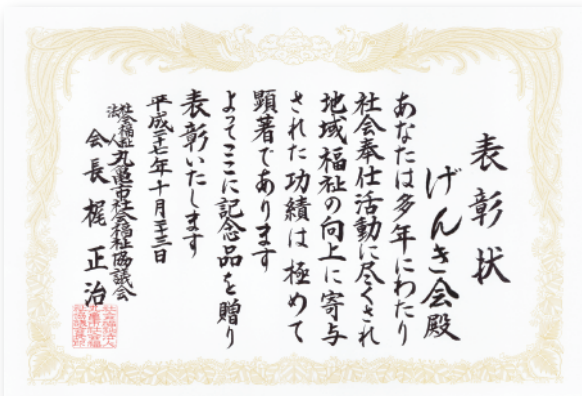 表彰状
げんき会殿
あなたは多年にわたり
社会奉仕活動に尽くされ
地域福祉の向上に寄与
された功績は極めて
顕著であります
よってここに記念品を贈り
表彰いたします
平成二十七年十月二十三日
社会福祉法人丸亀市社会福祉協議会
会長梶正治